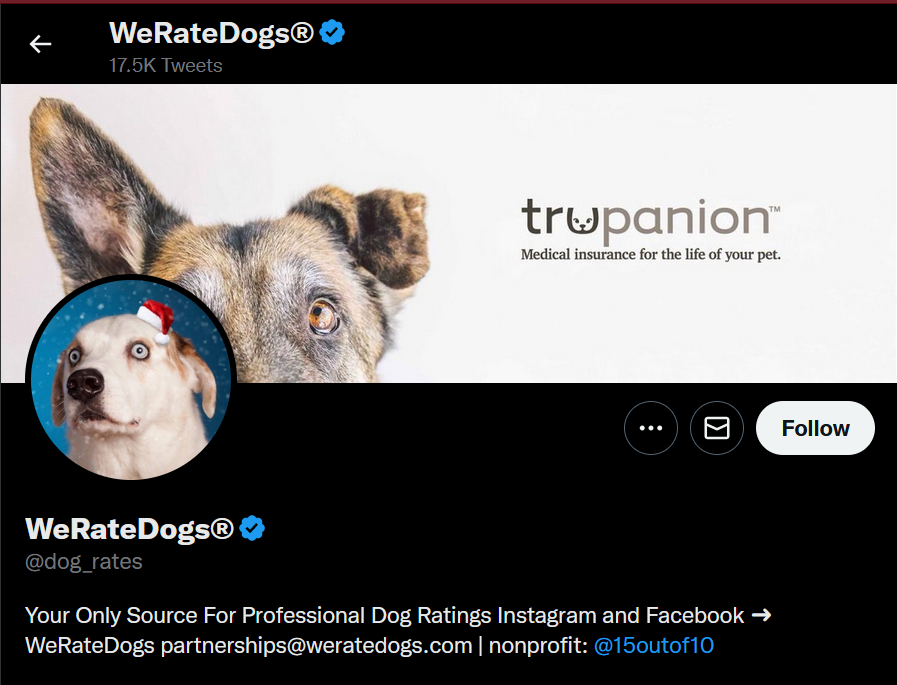 WeRateDogs®
17.5K Tweets
trupanion™
Medical insurance for the life of your pet.
Follow
WeRateDogs®
@dog_rates
Your Only Source For Professional Dog Ratings Instagram and Facebook ➔
WeRateDogs partnerships@weratedogs.com | nonprofit: @15outof10